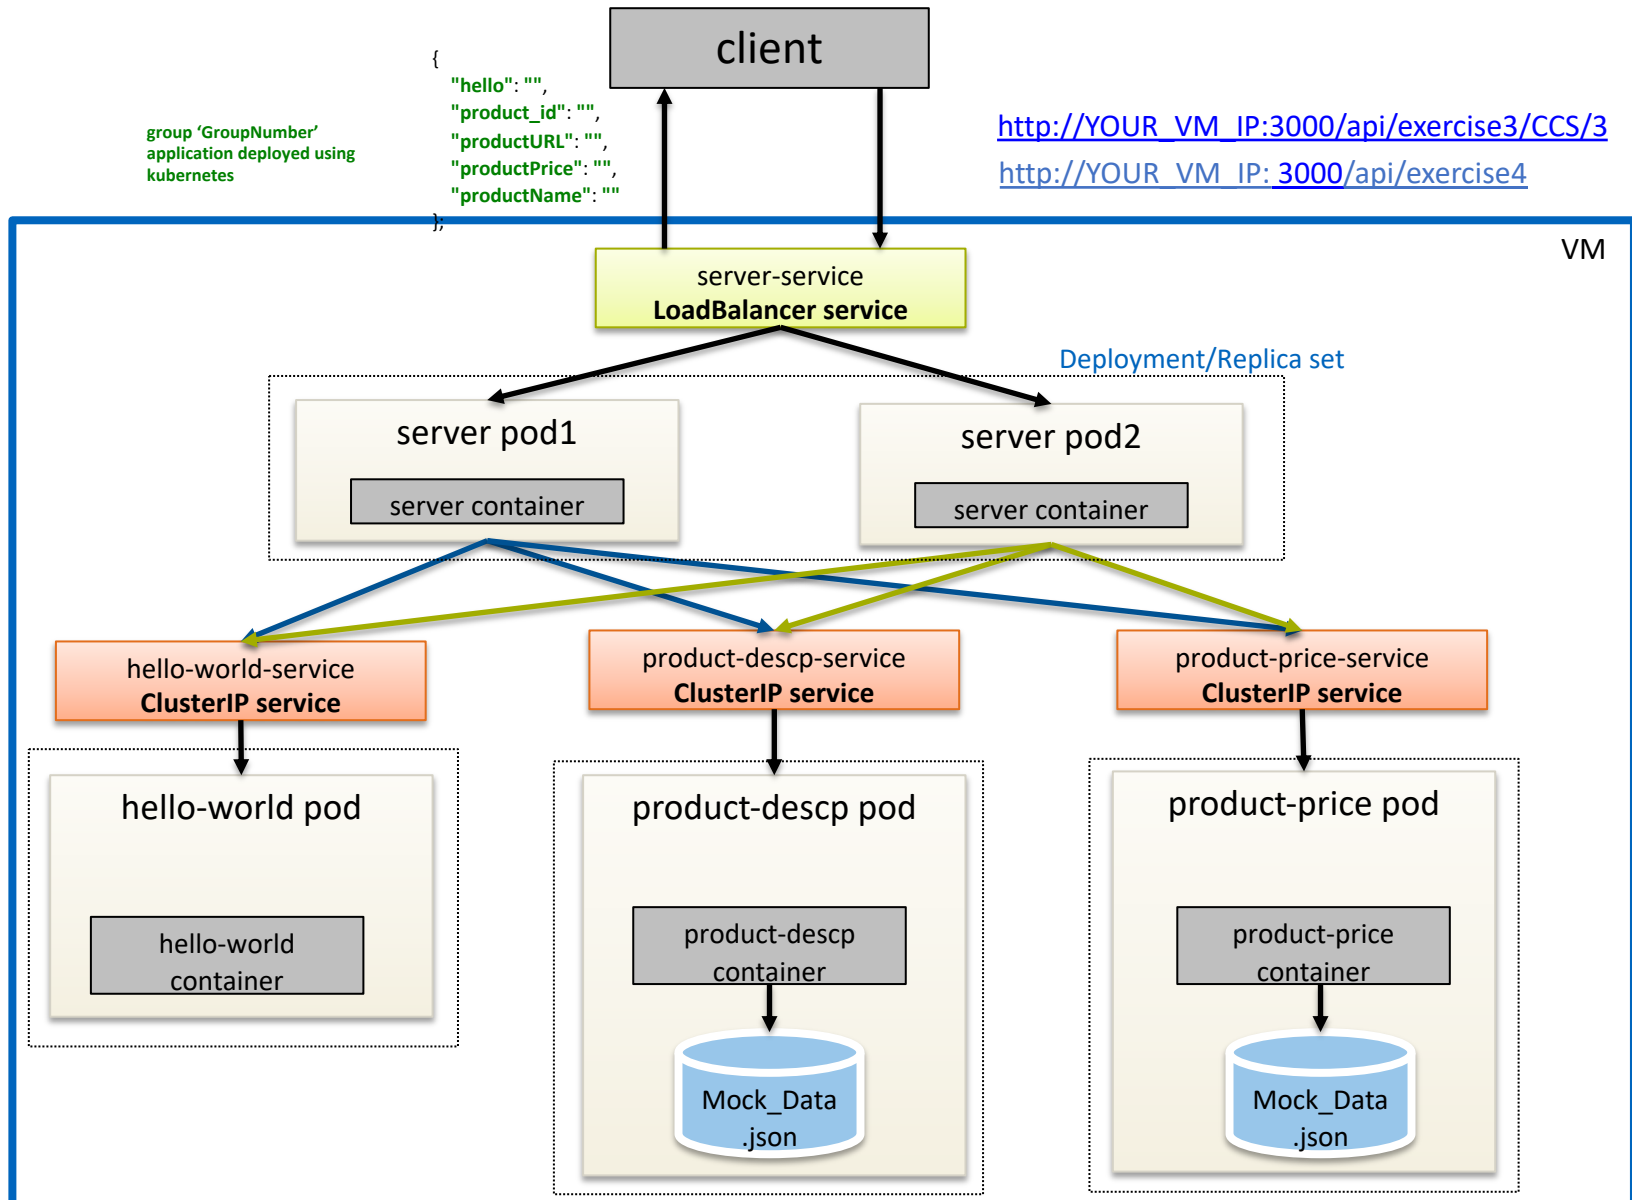 client
{
"hello": "",
"product_id": "",
"productURL": "",
"productPrice": "",
"productName": ""
};
group ‘GroupNumber’
application deployed using
kubernetes
http://YOUR_VM_IP:3000/api/exercise3/CCS/3
http://YOUR_VM_IP: 3000/api/exercise4
VM
server-service
LoadBalancer service
Deployment/Replica set
server pod1
server container
server pod2
server container
hello-world-service
ClusterIP service
product-descp-service
ClusterIP service
product-price-service
ClusterIP service
hello-world pod
hello-world
container
product-descp pod
product-descp
container
Mock_Data
.json
product-price pod
product-price
container
Mock_Data
.json